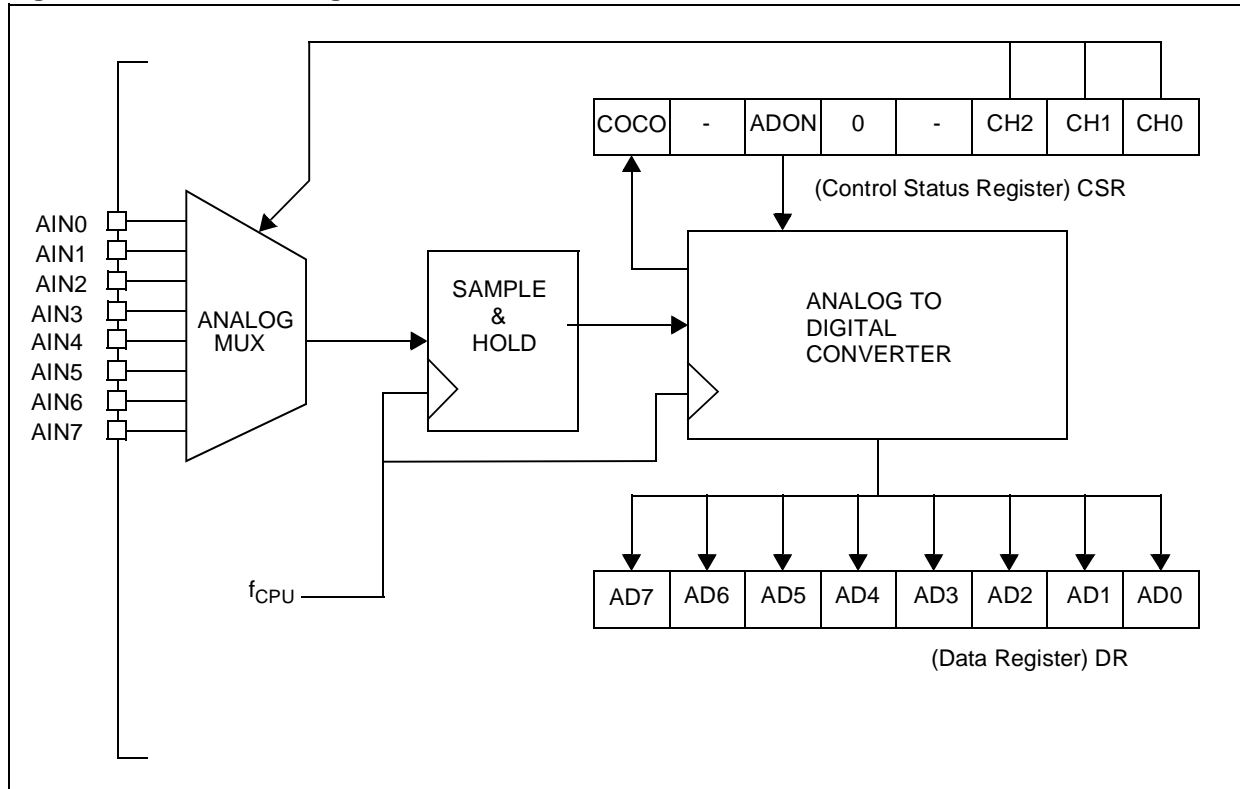 COCO - ADON 0 - CH2 CH1 CH0
(Control Status Register) CSR
AIN0
AIN1
AIN2
AIN3
AIN4
AIN5
AIN6
AIN7
ANALOG
MUX
SAMPLE
&
HOLD
ANALOG TO
DIGITAL
CONVERTER
fCPU
AD7 AD6 AD5 AD4 AD3 AD2 AD1 AD0
(Data Register) DR